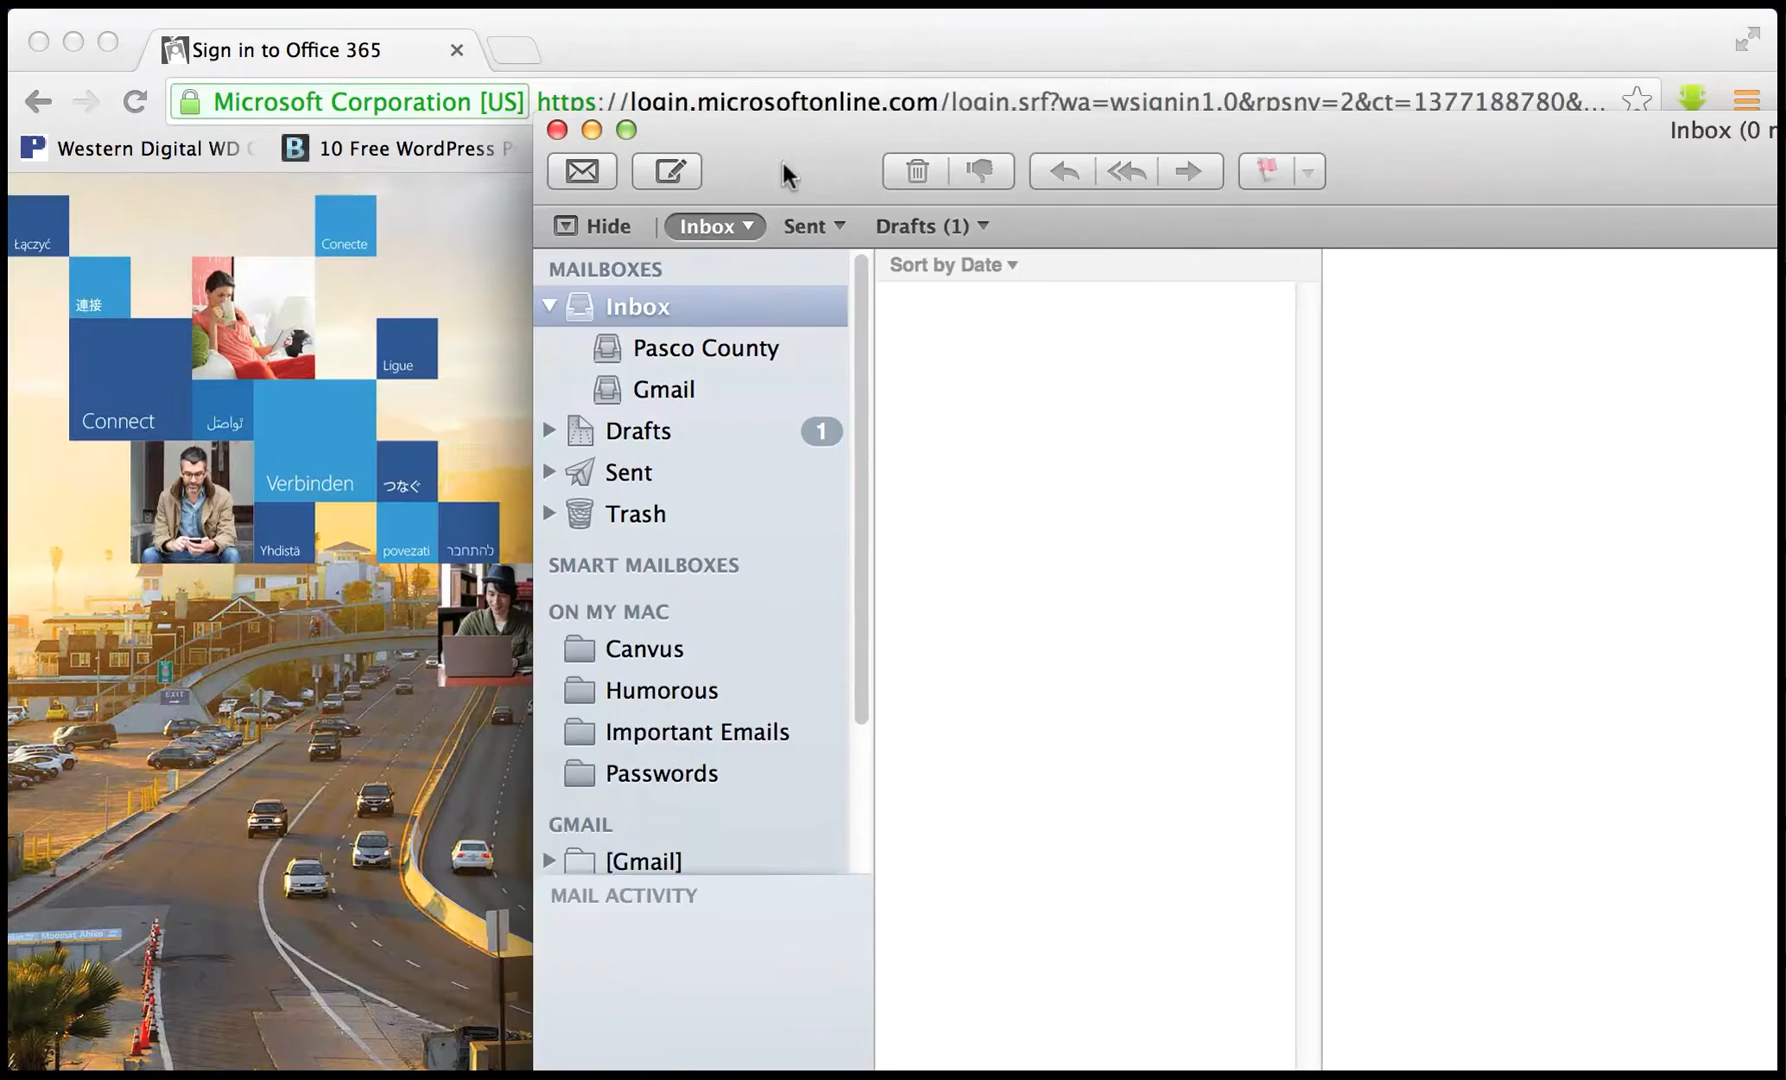 Sign in to Office 365
Microsoft Corporation [US] https://login.microsoftonline.com/login.srf?wa=wsignin1.0&rpsnv=2&ct=1377188780&...
Western Digital WD
10 Free WordPress P
Inbox (0
Hide
Inbox
Sent
Drafts (1)
MAILBOXES
Sort by Date
Inbox
Pasco County
Gmail
Drafts
1
Sent
Trash
SMART MAILBOXES
ON MY MAC
Canvus
Humorous
Important Emails
Passwords
GMAIL
[Gmail]
MAIL ACTIVITY
Łączyć
Conecte
連接
Ligue
Connect
تواصل
Verbinden
つなぐ
Yhdistä
povezati
להתחבר
EXIT